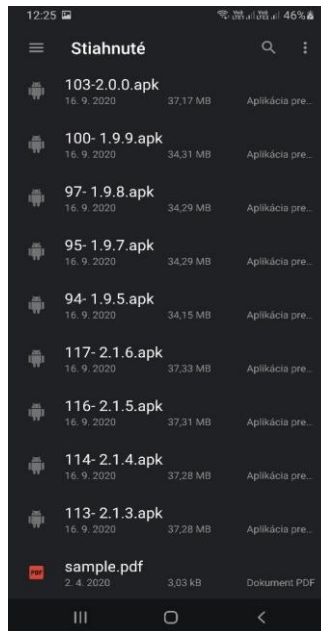 12:25 46%
Stiahnuté
103-2.0.0.apk
16. 9. 2020 37,17 MB Aplikácia pre...
100- 1.9.9.apk
16. 9. 2020 34,31 MB Aplikácia pre...
97- 1.9.8.apk
16. 9. 2020 34,29 MB Aplikácia pre...
95- 1.9.7.apk
16. 9. 2020 34,29 MB Aplikácia pre...
94- 1.9.5.apk
16. 9. 2020 34,15 MB Aplikácia pre...
117- 2.1.6.apk
16. 9. 2020 37,33 MB Aplikácia pre...
116- 2.1.5.apk
16. 9. 2020 37,31 MB Aplikácia pre...
114- 2.1.4.apk
16. 9. 2020 37,28 MB Aplikácia pre...
113- 2.1.3.apk
16. 9. 2020 37,28 MB Aplikácia pre...
PDF sample.pdf
2. 4. 2020 3,03 kB Dokument PDF